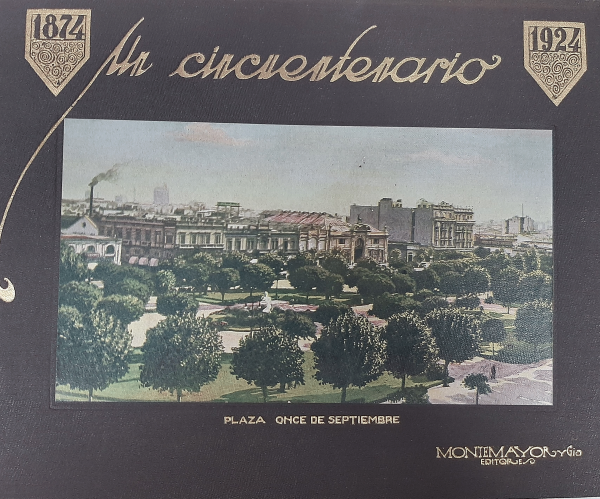 1874
Un cincuentenario
1924
PLAZA ONCE DE SEPTIEMBRE
MONTEMAYOR y Cia
EDITORES